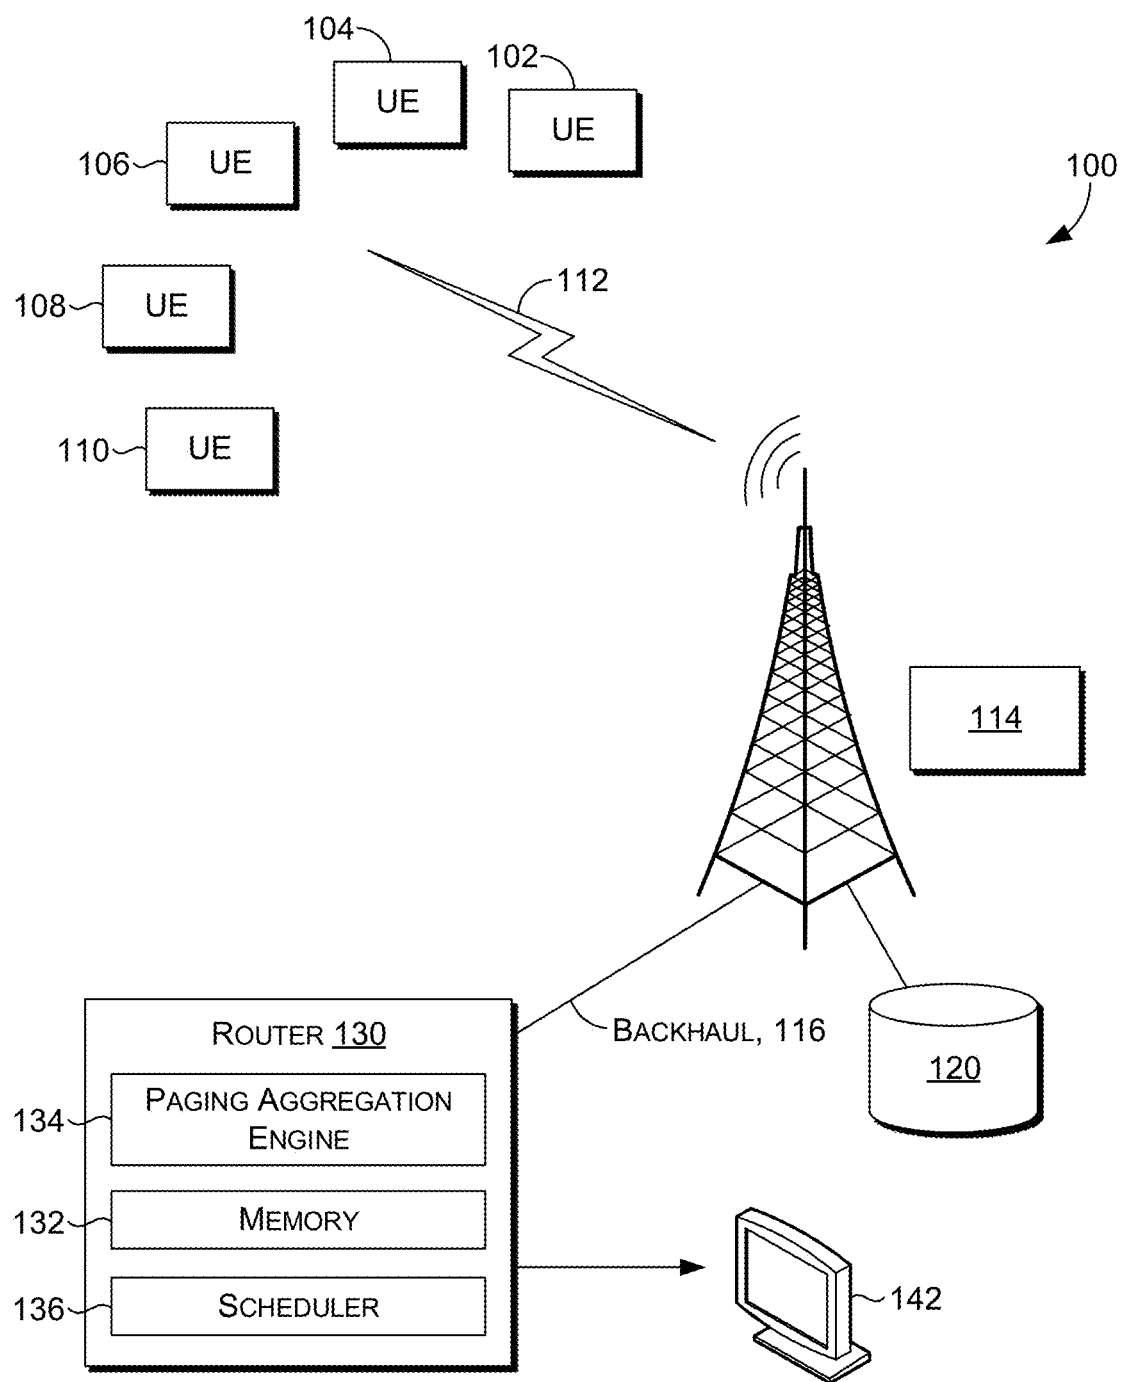 104
102
UE
UE
106
UE
100
112
108
UE
110
UE
114
ROUTER 130
BACKHAUL, 116
120
134
PAGING AGGREGATION
ENGINE
132
MEMORY
136
SCHEDULER
142